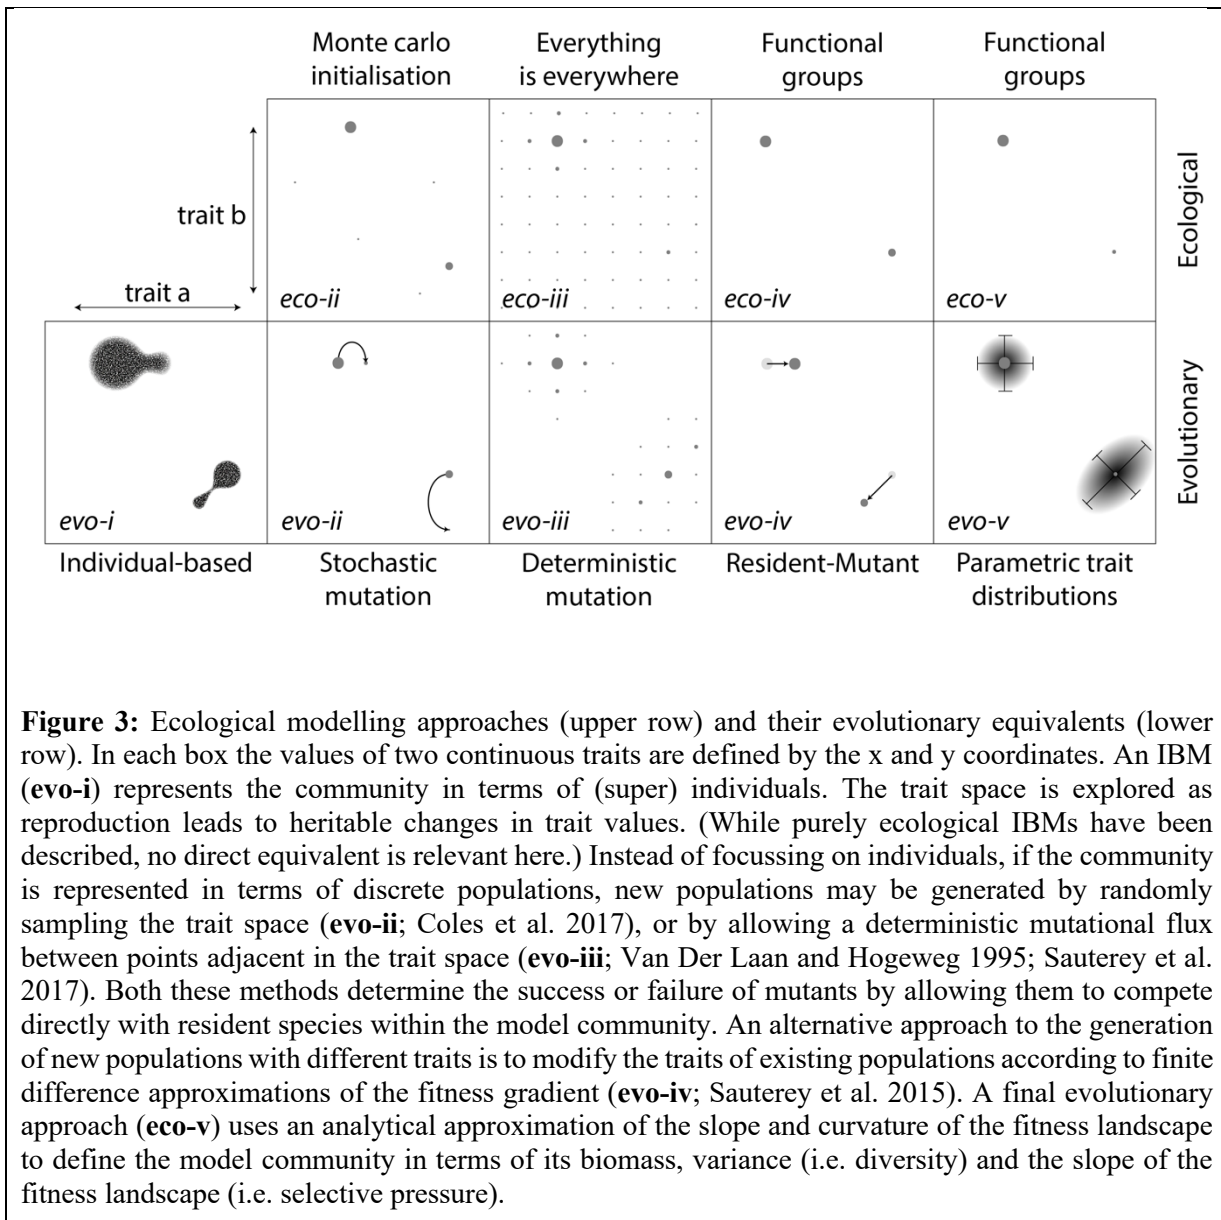 Monte carlo
initialisation
Everything
is everywhere
Functional
groups
Functional
groups
trait b
trait a
eco-ii
eco-iii
eco-iv
eco-v
Ecological
evo-i
evo-ii
evo-iii
evo-iv
evo-v
Evolutionary
Individual-based
Stochastic
mutation
Deterministic
mutation
Resident-Mutant
Parametric trait
distributions
Figure 3: Ecological modelling approaches (upper row) and their evolutionary equivalents (lower
row). In each box the values of two continuous traits are defined by the x and y coordinates. An IBM
(evo-i) represents the community in terms of (super) individuals. The trait space is explored as
reproduction leads to heritable changes in trait values. (While purely ecological IBMs have been
described, no direct equivalent is relevant here.) Instead of focussing on individuals, if the community
is represented in terms of discrete populations, new populations may be generated by randomly
sampling the trait space (evo-ii; Coles et al. 2017), or by allowing a deterministic mutational flux
between points adjacent in the trait space (evo-iii; Van Der Laan and Hogeweg 1995; Sauterey et al.
2017). Both these methods determine the success or failure of mutants by allowing them to compete
directly with resident species within the model community. An alternative approach to the generation
of new populations with different traits is to modify the traits of existing populations according to finite
difference approximations of the fitness gradient (evo-iv; Sauterey et al. 2015). A final evolutionary
approach (eco-v) uses an analytical approximation of the slope and curvature of the fitness landscape
to define the model community in terms of its biomass, variance (i.e. diversity) and the slope of the
fitness landscape (i.e. selective pressure).